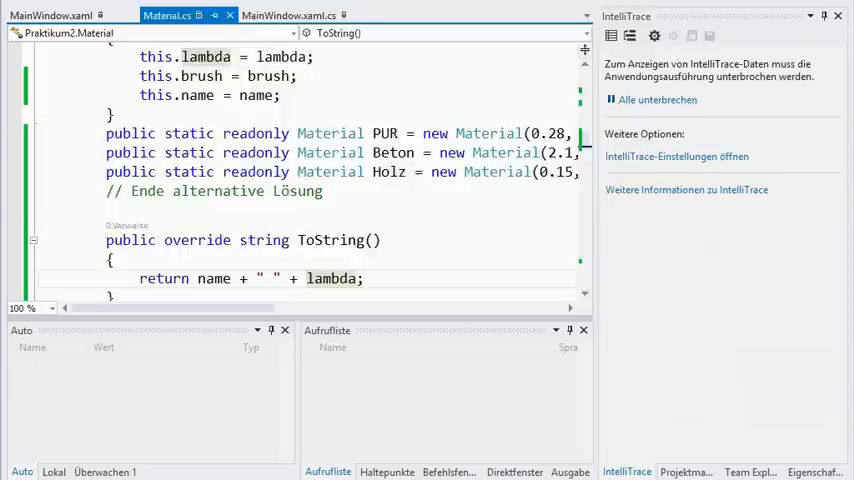 MainWindow.xaml Material.cs MainWindow.xaml.cs
Praktikum2.Material ToString()
{
this.lambda = lambda;
this.brush = brush;
this.name = name;
}
public static readonly Material PUR = new Material(0.28,
public static readonly Material Beton = new Material(2.1,
public static readonly Material Holz = new Material(0.15,
// Ende alternative Lösung
0 Verweise
public override string ToString()
{
return name + " " + lambda;
}
100 %
IntelliTrace
Zum Anzeigen von IntelliTrace-Daten muss die
Anwendungsausführung unterbrochen werden.
Alle unterbrechen
Weitere Optionen:
IntelliTrace-Einstellungen öffnen
Weitere Informationen zu IntelliTrace
Auto
Name Wert Typ
Auto Lokal Überwachen 1
Aufrufliste
Name Spra
Aufrufliste Haltepunkte Befehlsfen... Direktfenster Ausgabe
IntelliTrace Projektma... Team Expl... Eigenschaf...